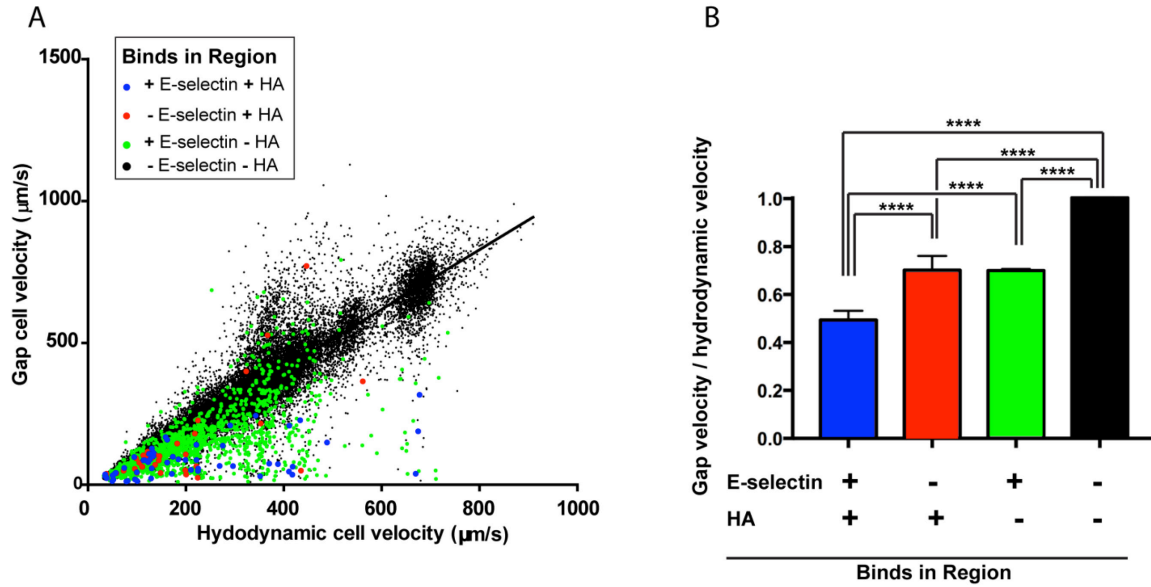 A
Binds in Region
+ E-selectin + HA
- E-selectin + HA
+ E-selectin - HA
- E-selectin - HA
Gap cell velocity (μm/s)
1500
1000
500
0
0 200 400 600 800 1000
Hydodynamic cell velocity (μm/s)
B
****
****
****
****
****
Gap velocity / hydrodynamic velocity
1.0
0.8
0.6
0.4
0.2
0.0
E-selectin + - + -
HA + + - -
Binds in Region